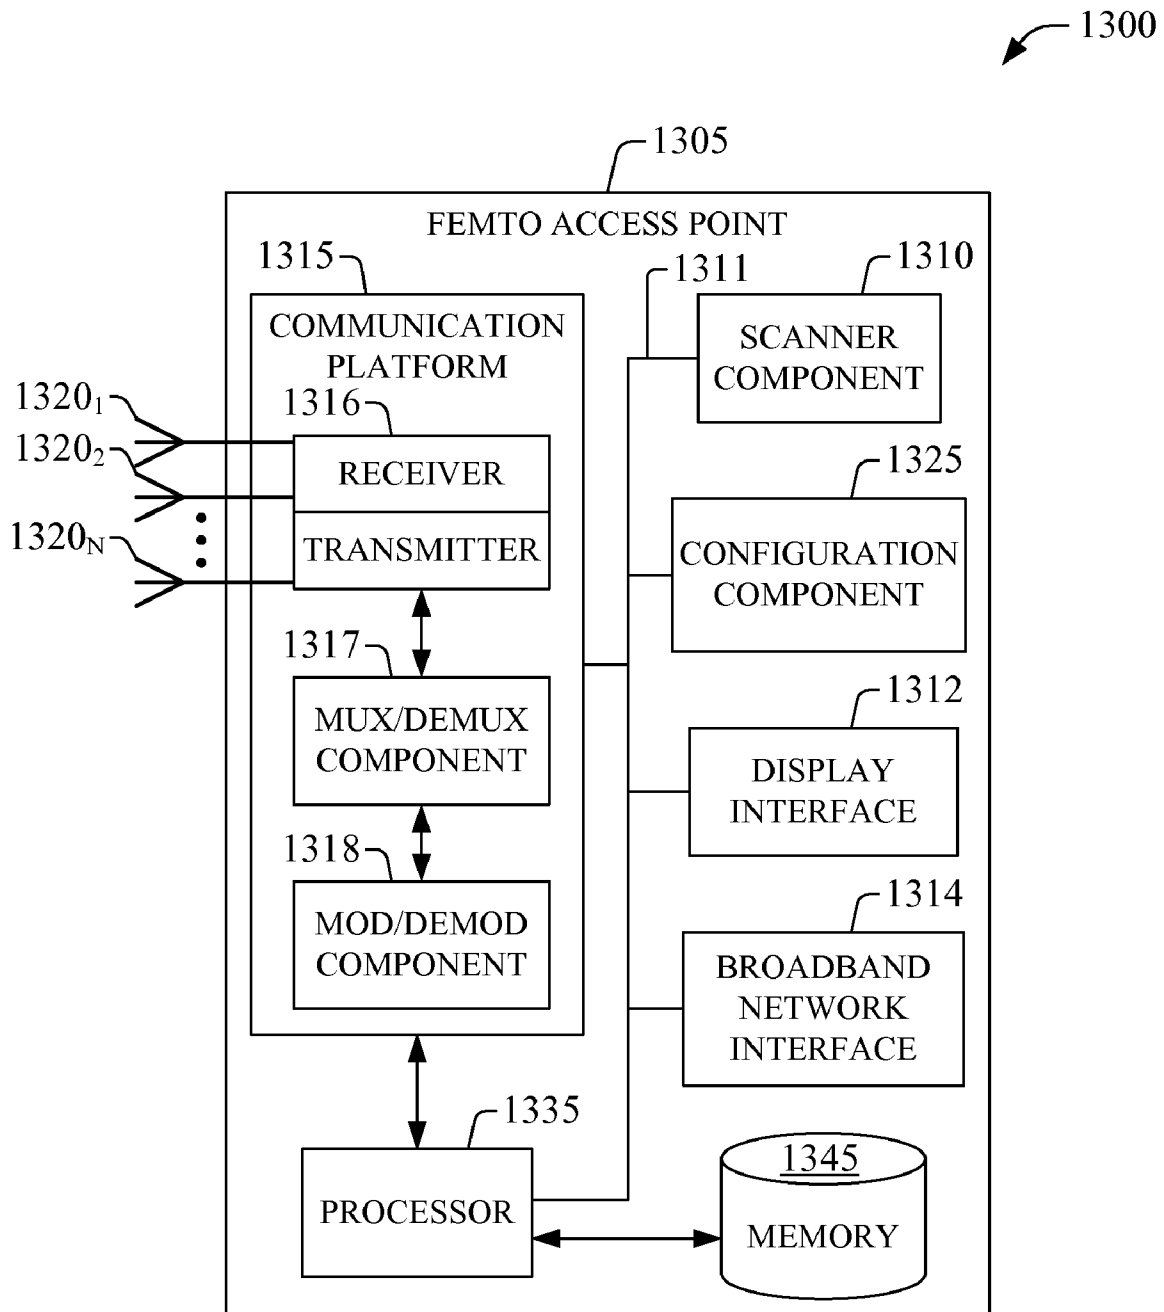 1300
1305
FEMTO ACCESS POINT
1315
1311
1310
COMMUNICATION
PLATFORM
SCANNER
COMPONENT
1320₁
1316
1320₂
RECEIVER
1325
1320N
TRANSMITTER
CONFIGURATION
COMPONENT
1317
1312
MUX/DEMUX
COMPONENT
DISPLAY
INTERFACE
1318
1314
MOD/DEMOD
COMPONENT
BROADBAND
NETWORK
INTERFACE
1335
1345
PROCESSOR
MEMORY